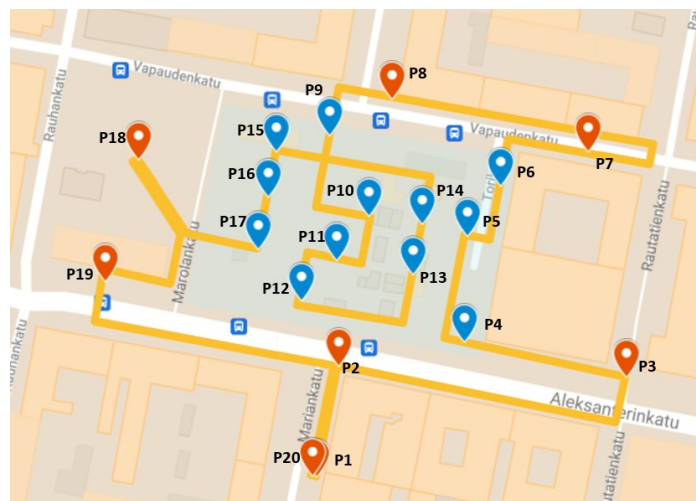 P8
Vapaudenkatu
P9
Rauhankatu
P15
Vapaudenkatu
P18
P7
P16
P6
P10
P14
Torik
P17
P5
P11
P19
P12
P13
Marolankatu
Rautatienkatu
P4
P2
P3
Mariankatu
Aleksanterinkatu
P20
P1